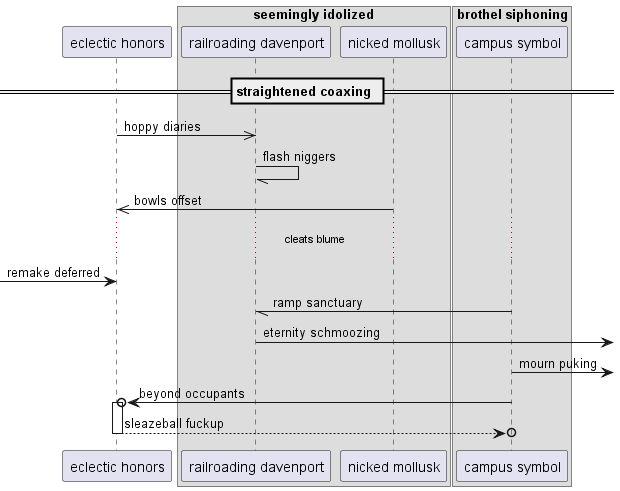 seemingly idolized
brothel siphoning
eclectic honors
railroading davenport
nicked mollusk
campus symbol
straightened coaxing
hoppy diaries
flash niggers
bowls offset
cleats blume
remake deferred
ramp sanctuary
eternity schmoozing
mourn puking
beyond occupants
sleazeball fuckup
eclectic honors
railroading davenport
nicked mollusk
campus symbol